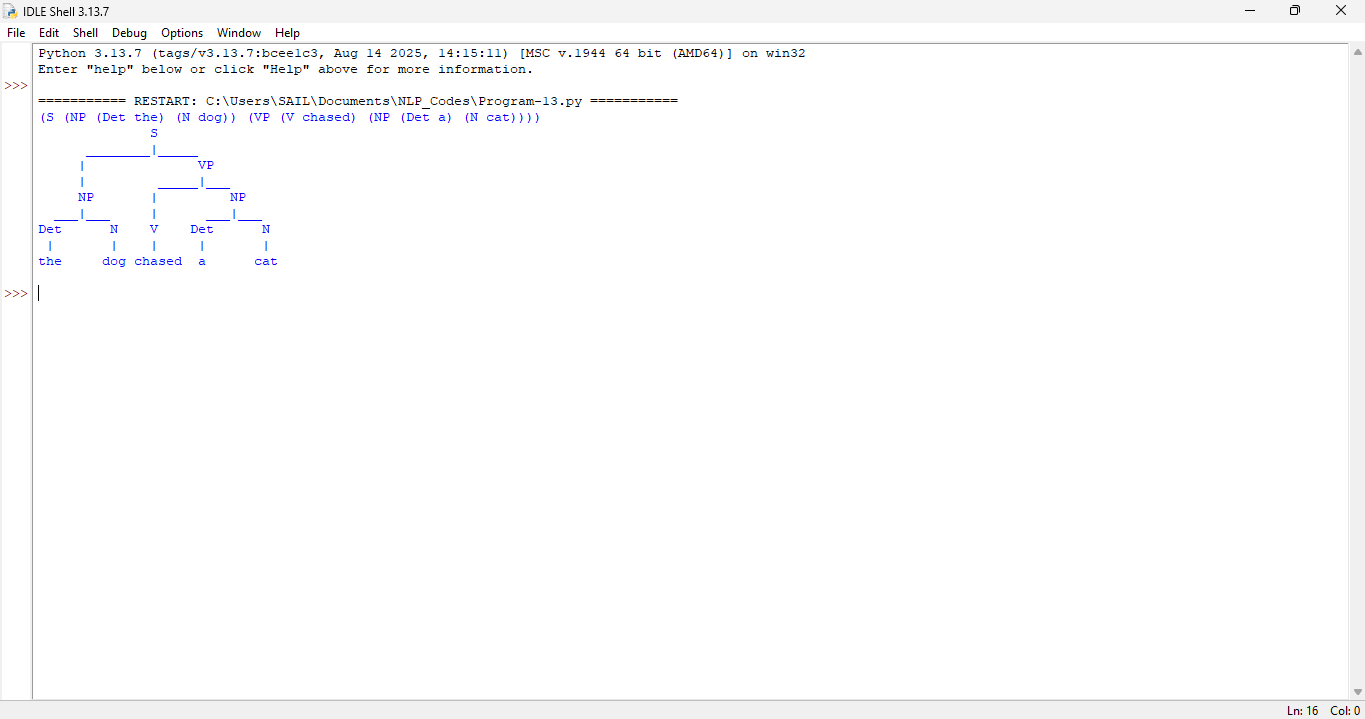 IDLE Shell 3.13.7
File Edit Shell Debug Options Window Help
Python 3.13.7 (tags/v3.13.7:bcee1c3, Aug 14 2025, 14:15:11) [MSC v.1944 64 bit (AMD64)] on win32
Enter "help" below or click "Help" above for more information.
>>>
=========== RESTART: C:\Users\SAIL\Documents\NLP_Codes\Program-13.py ===========
(S (NP (Det the) (N dog)) (VP (V chased) (NP (Det a) (N cat))))
              S
      ________|_____
     |              VP
     |         _____|___
     NP       |         NP
  ___|___     |      ___|___
Det      N    V    Det      N
 |       |    |     |       |
the     dog chased  a      cat
>>>
Ln: 16 Col: 0